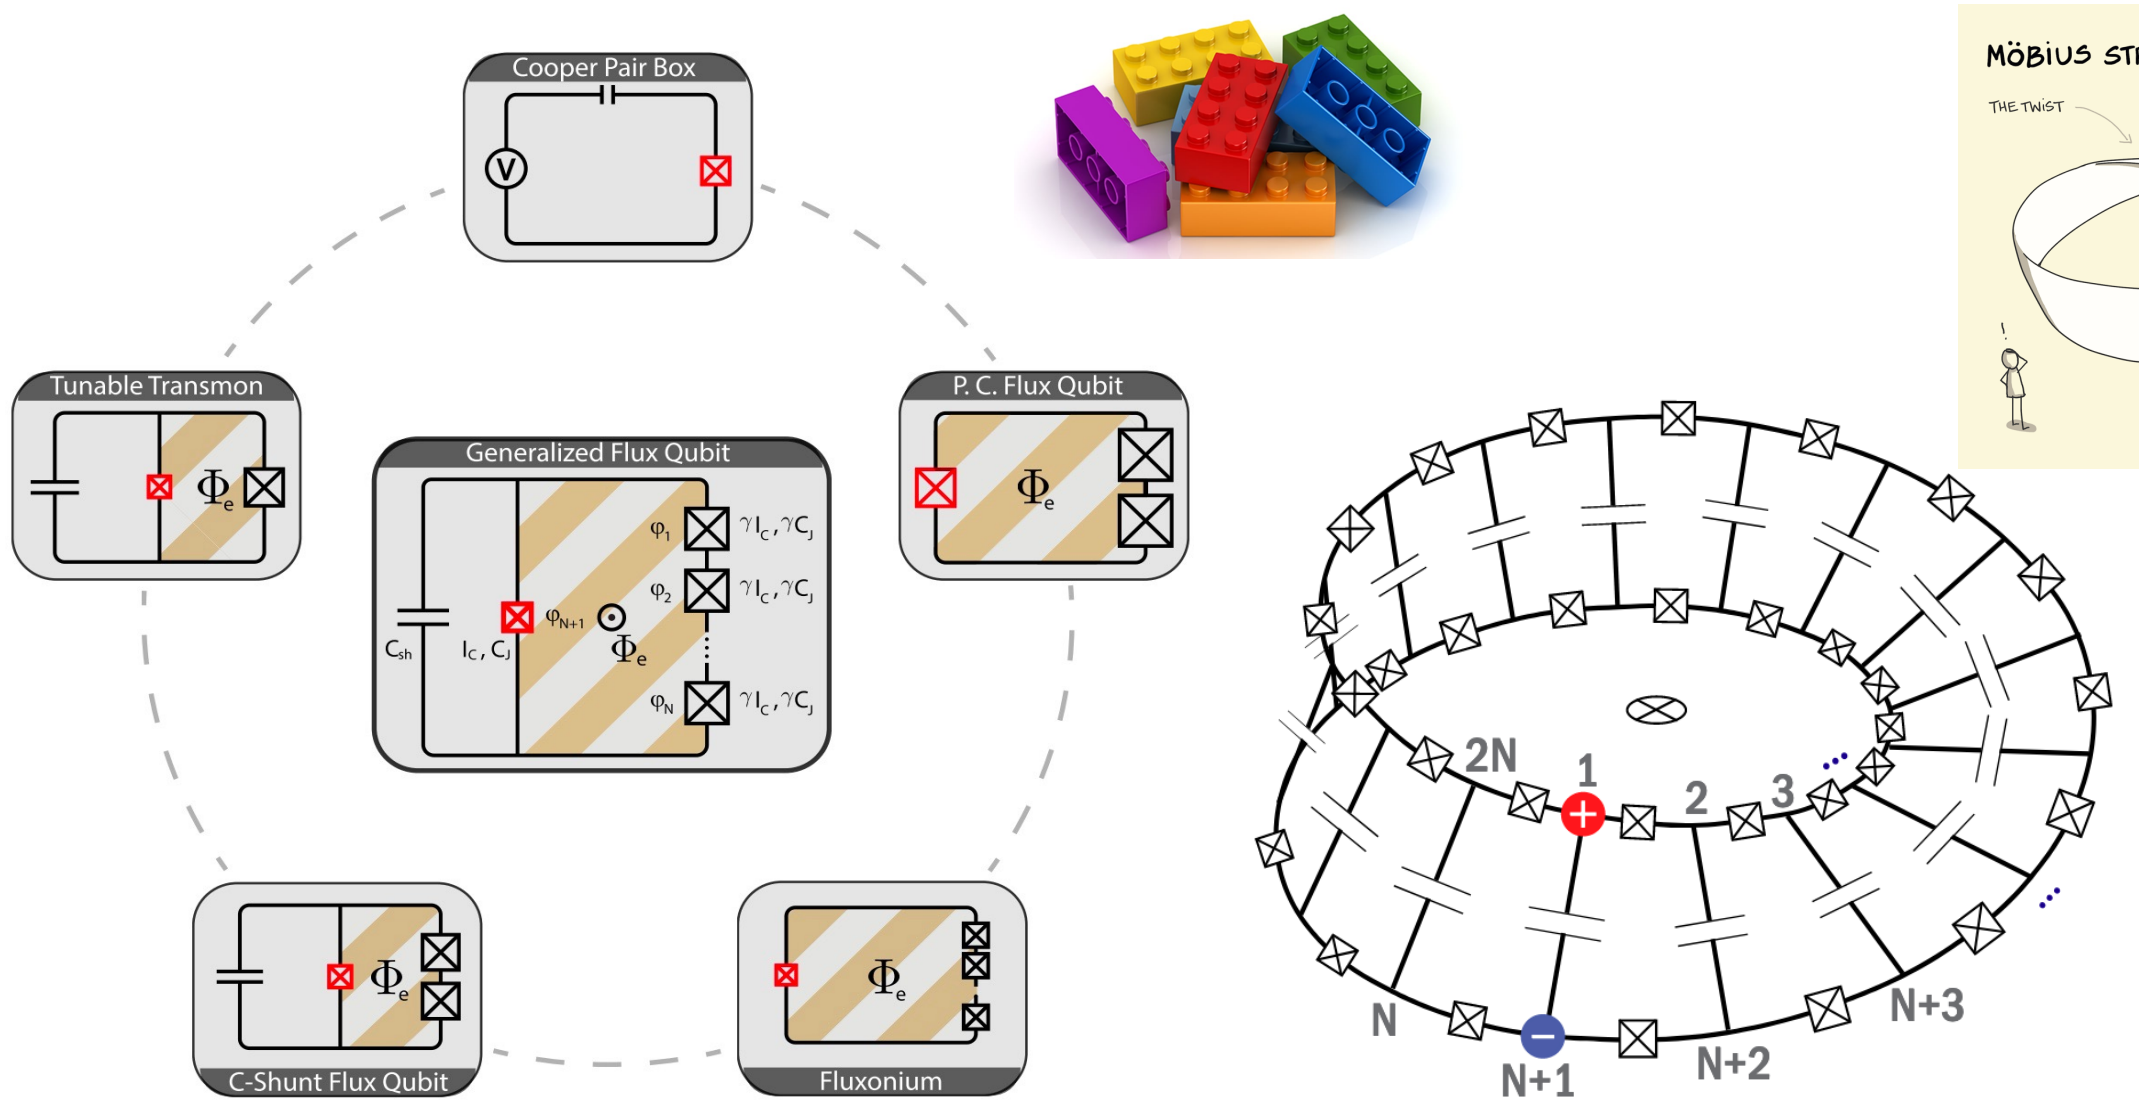 Cooper Pair Box
V
Tunable Transmon
Φe
P. C. Flux Qubit
Φe
Generalized Flux Qubit
φ1
γIC, γCJ
φ2
γIC, γCJ
φN+1
Φe
Csh
IC, CJ
φN
γIC, γCJ
C-Shunt Flux Qubit
Φe
Fluxonium
Φe
MÖBIUS
THE TWIST
!
2N
1
+
2
3
...
N
−
N+1
N+2
N+3
...